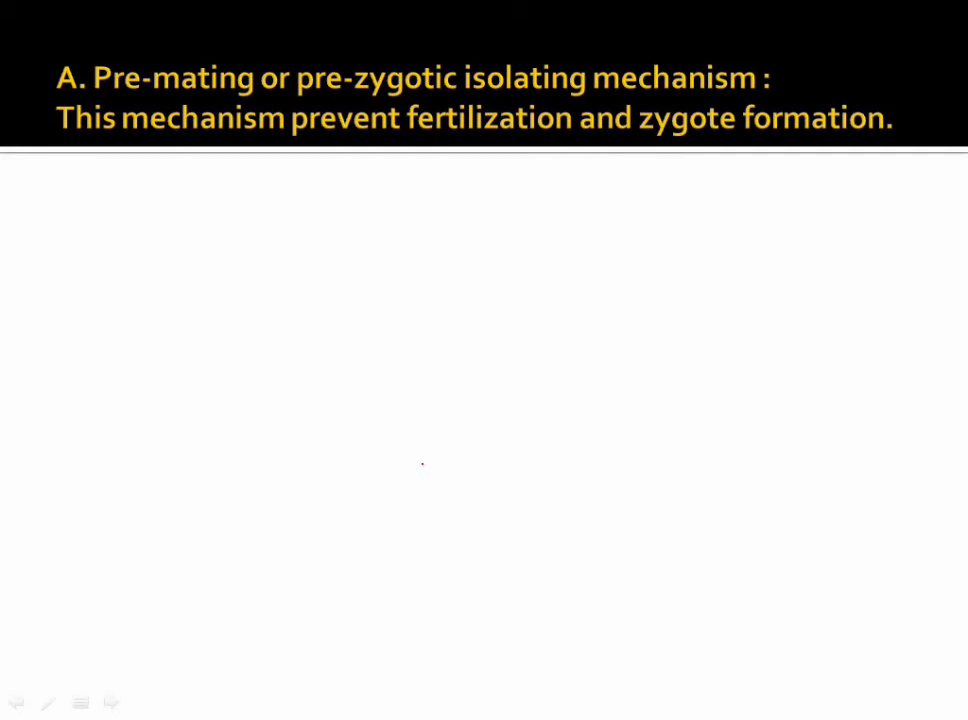 A. Pre-mating or pre-zygotic isolating mechanism :
This mechanism prevent fertilization and zygote formation.